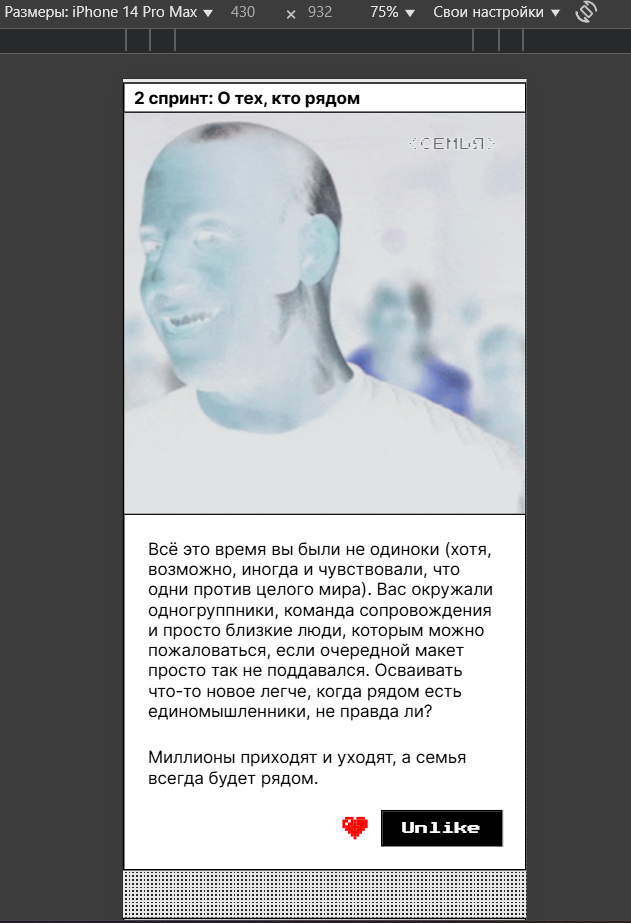 Размеры: iPhone 14 Pro Max ▼ 430 × 932 75% ▼ Свои настройки ▼
2 спринт: О тех, кто рядом
<СЕМЬЯ>
Всё это время вы были не одиноки (хотя,
возможно, иногда и чувствовали, что
одни против целого мира). Вас окружали
одногруппники, команда сопровождения
и просто близкие люди, которым можно
пожаловаться, если очередной макет
просто так не поддавался. Осваивать
что-то новое легче, когда рядом есть
единомышленники, не правда ли?
Миллионы приходят и уходят, а семья
всегда будет рядом.
Unlike